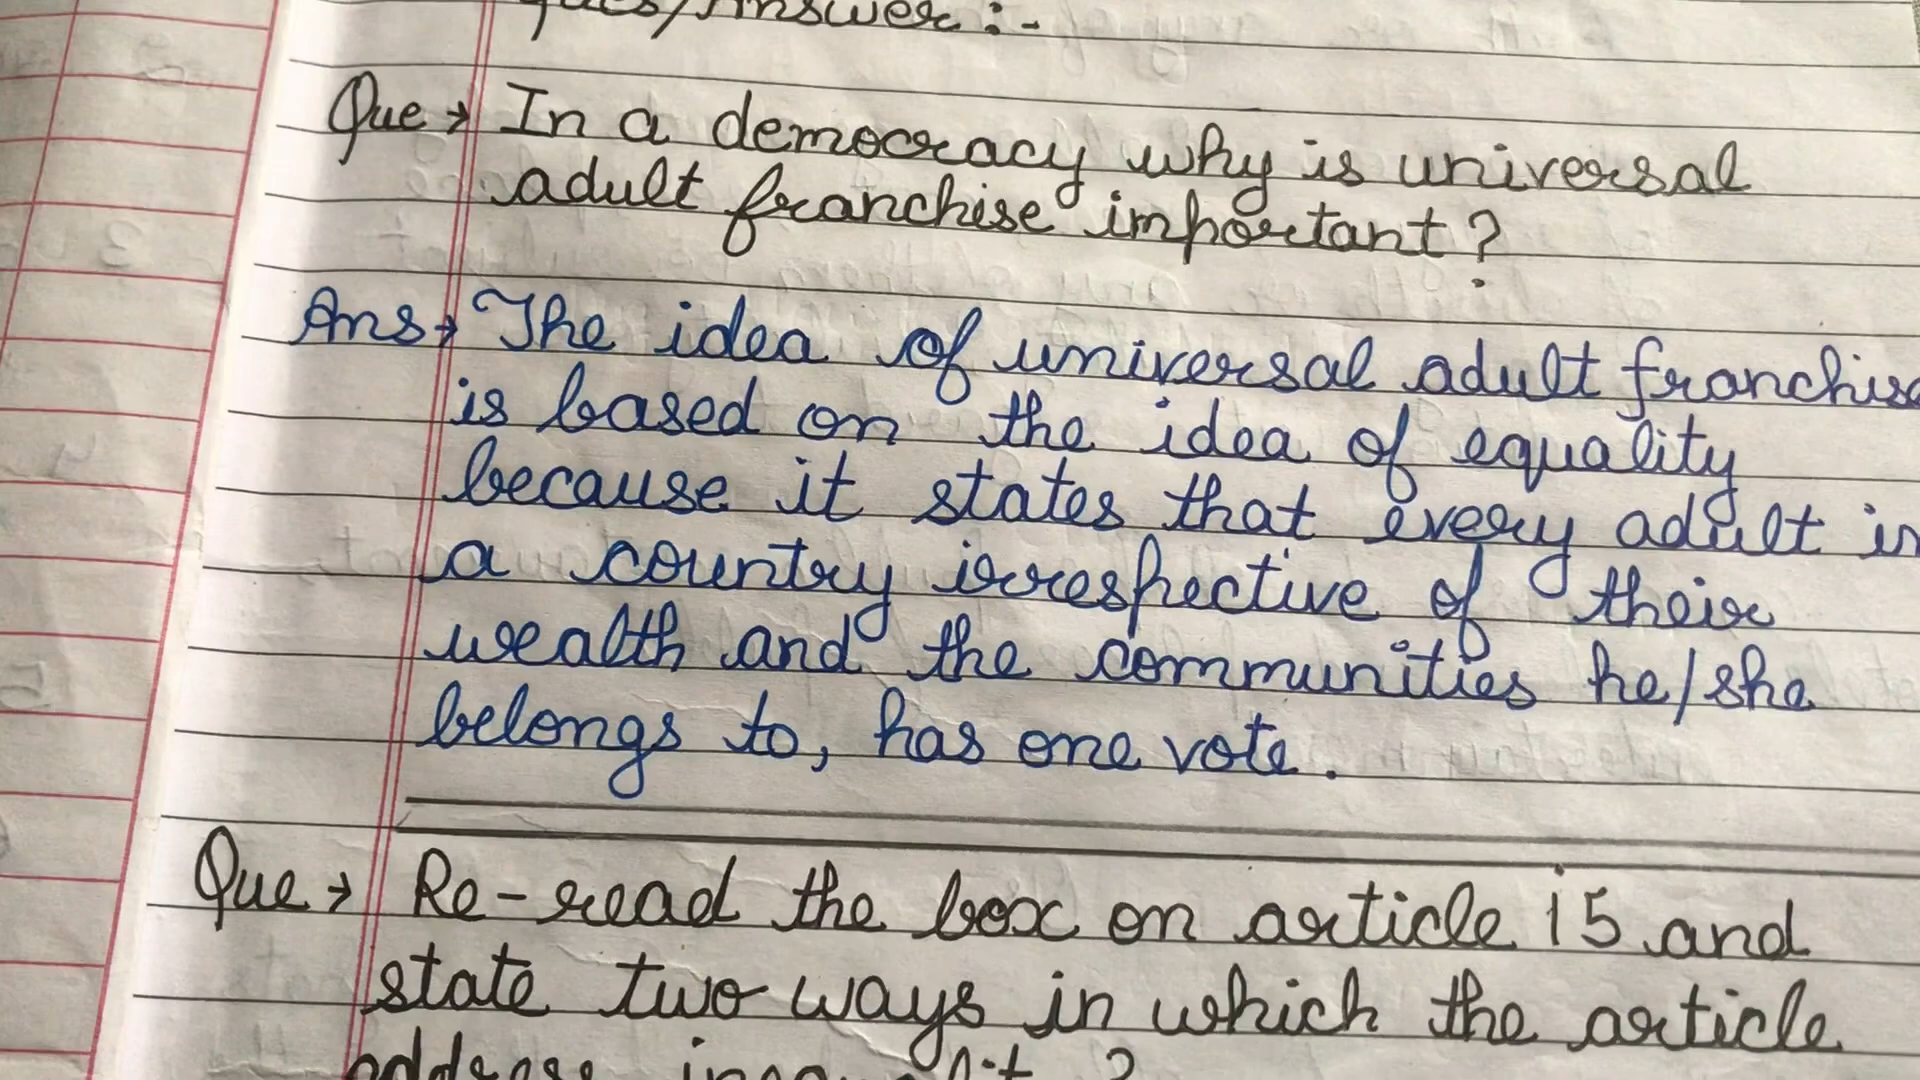 Ques/Answer :-
Que → In a democracy why is universal
adult franchise important?
Ans → The idea of universal adult franchise
is based on the idea of equality
because it states that every adult in
a country irrespective of their
wealth and the communities he/she
belongs to, has one vote.
Que → Re-read the box on article 15 and
state two ways in which the article